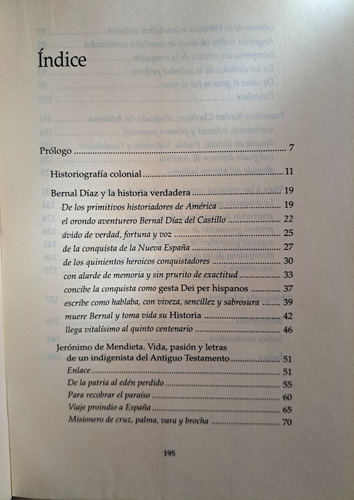 Índice
Prólogo 7
Historiografía colonial 11
Bernal Díaz y la historia verdadera 19
De los primitivos historiadores de América 19
el orondo aventurero Bernal Díaz del Castillo 22
ávido de verdad, fortuna y voz 25
de la conquista de la Nueva España 27
de los quinientos heroicos conquistadores 30
con alarde de memoria y sin prurito de exactitud 33
concibe la conquista como gesta Dei per hispanos 37
escribe como hablaba, con viveza, sencillez y sabrosura 39
muere Bernal y toma vida su Historia 42
llega vitalísimo al quinto centenario 46
Jerónimo de Mendieta. Vida, pasión y letras
de un indigenista del Antiguo Testamento 51
Enlace 51
De la patria al edén perdido 55
Para recobrar el paraíso 60
Viaje proindio a España 65
Misionero de cruz, palma, vara y brocha 70
195